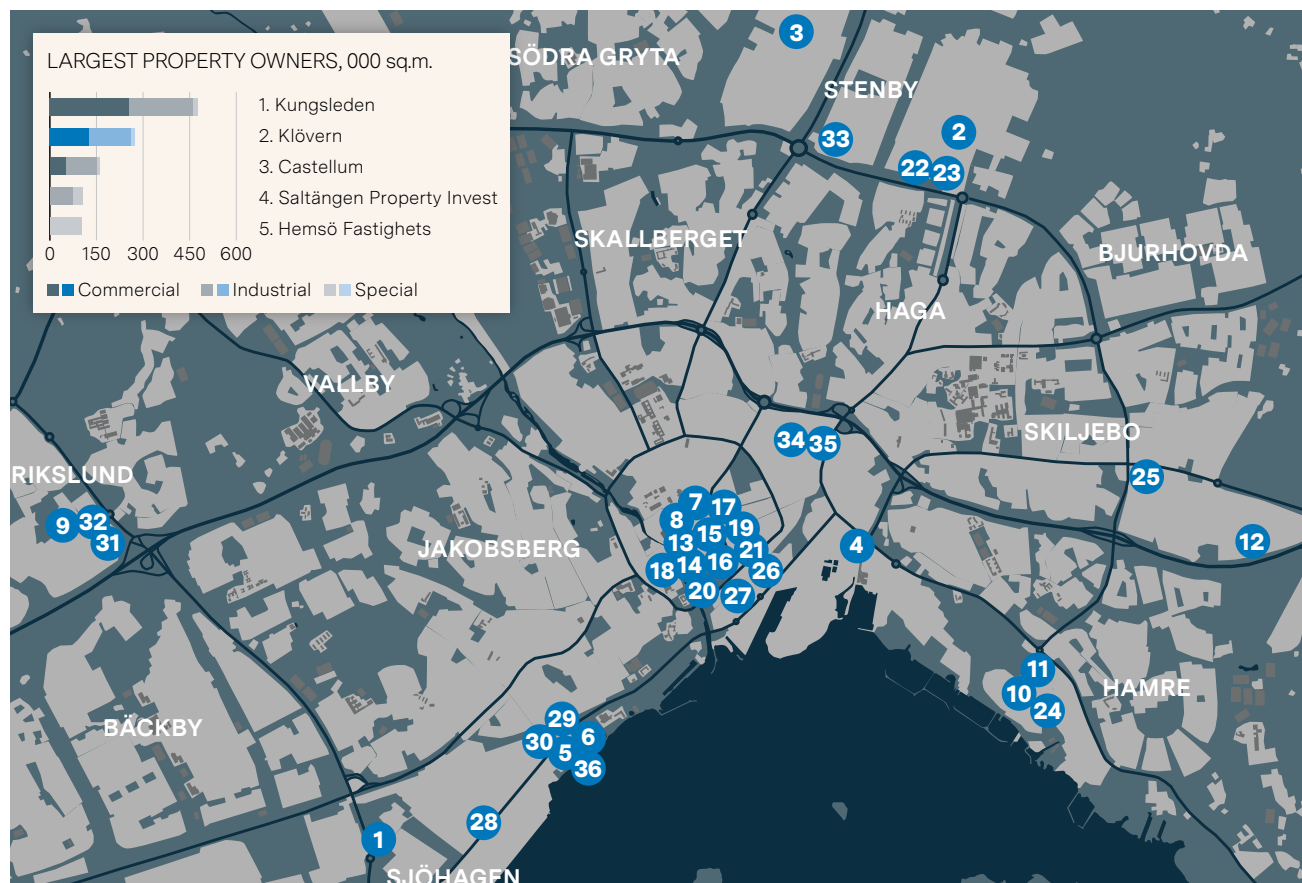 LARGEST PROPERTY OWNERS, 000 sq.m.
1. Kungsleden
2. Klövern
3. Castellum
4. Saltängen Property Invest
5. Hemsö Fastighets
0 150 300 450 600
Commercial Industrial Special
SÖDRA GRYTA
3
STENBY
33
2
22
23
SKALLBERGET
BJURHOVDA
HAGA
VALLBY
SKILJEBO
34
35
RIKSLUND
25
9
32
31
7
17
8
15
19
13
21
18
14
16
26
20
27
4
12
JAKOBSBERG
11
10
24
HAMRE
BÄCKBY
29
6
30
5
36
28
1
SJÖHAGEN